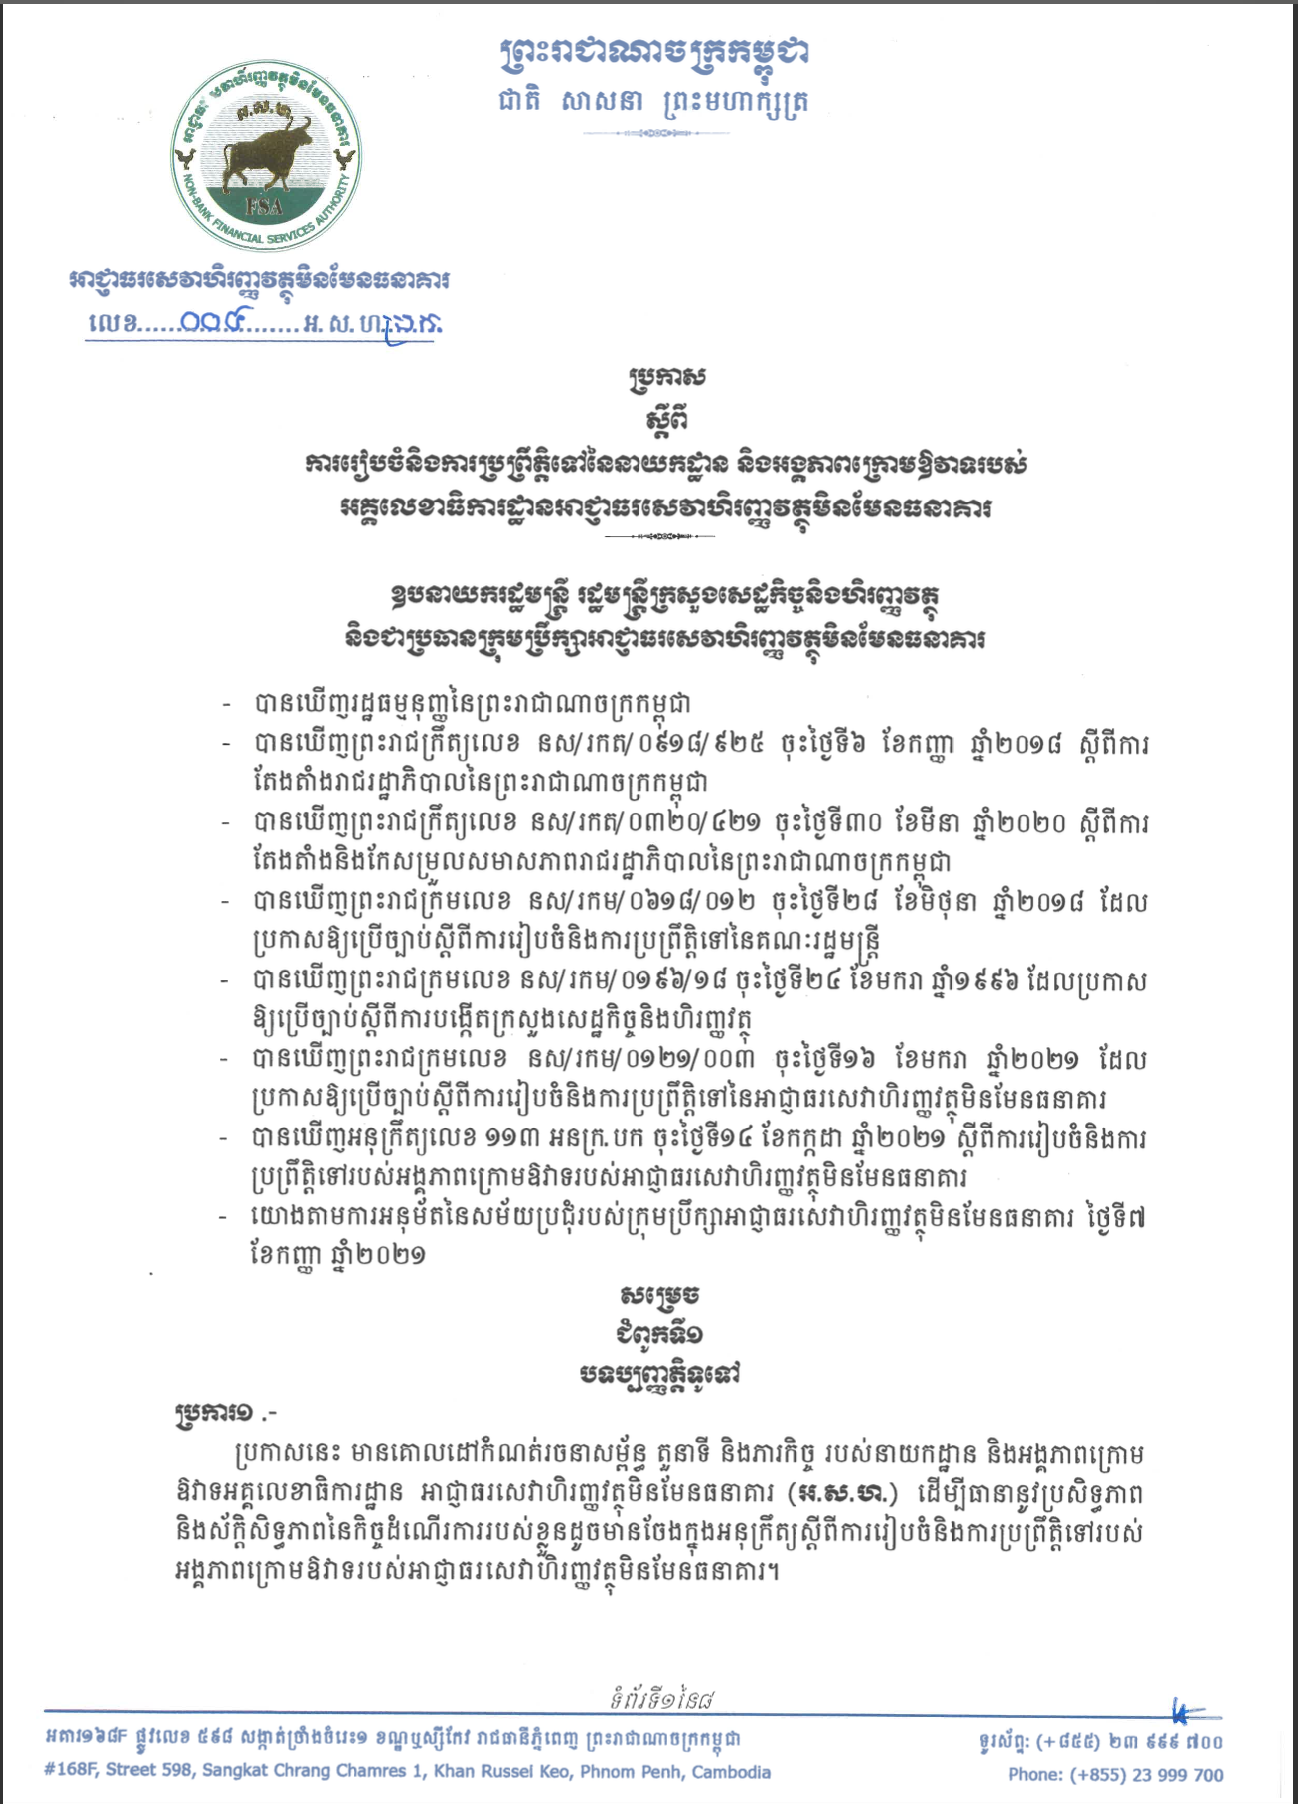 ព្រះរាជាណាចក្រកម្ពុជា
ជាតិ សាសនា ព្រះមហាក្សត្រ
អាជ្ញាធរសេវាហិរញ្ញវត្ថុមិនមែនធនាគារ
អ.ស.ហ.
FSA
NON-BANK FINANCIAL SERVICES AUTHORITY
អាជ្ញាធរសេវាហិរញ្ញវត្ថុមិនមែនធនាគារ
លេខ......០០៤........អ.ស.ហ.ប្រ.ក.
ប្រកាស
ស្តីពី
ការរៀបចំនិងការប្រព្រឹត្តិទៅនៃនាយកដ្ឋាន និងអង្គភាពក្រោមឱវាទរបស់
អគ្គលេខាធិការដ្ឋានអាជ្ញាធរសេវាហិរញ្ញវត្ថុមិនមែនធនាគារ
ឧបនាយករដ្ឋមន្ត្រី រដ្ឋមន្ត្រីក្រសួងសេដ្ឋកិច្ចនិងហិរញ្ញវត្ថុ
និងជាប្រធានក្រុមប្រឹក្សាអាជ្ញាធរសេវាហិរញ្ញវត្ថុមិនមែនធនាគារ
- បានឃើញរដ្ឋធម្មនុញ្ញនៃព្រះរាជាណាចក្រកម្ពុជា
- បានឃើញព្រះរាជក្រឹត្យលេខ នស/រកត/០៩១៨/៩២៥ ចុះថ្ងៃទី៦ ខែកញ្ញា ឆ្នាំ២០១៨ ស្តីពីការ
តែងតាំងរាជរដ្ឋាភិបាលនៃព្រះរាជាណាចក្រកម្ពុជា
- បានឃើញព្រះរាជក្រឹត្យលេខ នស/រកត/០៣២០/៤២១ ចុះថ្ងៃទី៣០ ខែមីនា ឆ្នាំ២០២០ ស្តីពីការ
តែងតាំងនិងកែសម្រួលសមាសភាពរាជរដ្ឋាភិបាលនៃព្រះរាជាណាចក្រកម្ពុជា
- បានឃើញព្រះរាជក្រមលេខ នស/រកម/០៦១៨/០១២ ចុះថ្ងៃទី២៨ ខែមិថុនា ឆ្នាំ២០១៨ ដែល
ប្រកាសឱ្យប្រើច្បាប់ស្តីពីការរៀបចំនិងការប្រព្រឹត្តិទៅនៃគណៈរដ្ឋមន្ត្រី
- បានឃើញព្រះរាជក្រមលេខ នស/រកម/០១៩៦/១៨ ចុះថ្ងៃទី២៤ ខែមករា ឆ្នាំ១៩៩៦ ដែលប្រកាស
ឱ្យប្រើច្បាប់ស្តីពីការបង្កើតក្រសួងសេដ្ឋកិច្ចនិងហិរញ្ញវត្ថុ
- បានឃើញព្រះរាជក្រមលេខ នស/រកម/០១២១/០០៣ ចុះថ្ងៃទី១៦ ខែមករា ឆ្នាំ២០២១ ដែល
ប្រកាសឱ្យប្រើច្បាប់ស្តីពីការរៀបចំនិងការប្រព្រឹត្តិទៅនៃអាជ្ញាធរសេវាហិរញ្ញវត្ថុមិនមែនធនាគារ
- បានឃើញអនុក្រឹត្យលេខ ១១៣ អនក្រ.បក ចុះថ្ងៃទី១៤ ខែកក្កដា ឆ្នាំ២០២១ ស្តីពីការរៀបចំនិងការ
ប្រព្រឹត្តិទៅរបស់អង្គភាពក្រោមឱវាទរបស់អាជ្ញាធរសេវាហិរញ្ញវត្ថុមិនមែនធនាគារ
- យោងតាមការអនុម័តនៃសម័យប្រជុំរបស់ក្រុមប្រឹក្សាអាជ្ញាធរសេវាហិរញ្ញវត្ថុមិនមែនធនាគារ ថ្ងៃទី៧
ខែកញ្ញា ឆ្នាំ២០២១
សម្រេច
ជំពូកទី១
បទប្បញ្ញត្តិទូទៅ
ប្រការ១ .-
ប្រកាសនេះ មានគោលដៅកំណត់រចនាសម្ព័ន្ធ តួនាទី និងភារកិច្ច របស់នាយកដ្ឋាន និងអង្គភាពក្រោម
ឱវាទអគ្គលេខាធិការដ្ឋាន អាជ្ញាធរសេវាហិរញ្ញវត្ថុមិនមែនធនាគារ (អ.ស.ហ.) ដើម្បីធានានូវប្រសិទ្ធភាព
និងស័ក្តិសិទ្ធភាពនៃកិច្ចដំណើរការរបស់ខ្លួនដូចមានចែងក្នុងអនុក្រឹត្យស្តីពីការរៀបចំនិងការប្រព្រឹត្តិទៅរបស់
អង្គភាពក្រោមឱវាទរបស់អាជ្ញាធរសេវាហិរញ្ញវត្ថុមិនមែនធនាគារ។
ទំព័រទី១នៃ៨
អគារ១៦៨F ផ្លូវលេខ ៥៩៨ សង្កាត់ច្រាំងចំរេះ១ ខណ្ឌឫស្សីកែវ រាជធានីភ្នំពេញ ព្រះរាជាណាចក្រកម្ពុជា
ទូរស័ព្ទ: (+៨៥៥) ២៣ ៩៩៩ ៧០០
#168F, Street 598, Sangkat Chrang Chamres 1, Khan Russei Keo, Phnom Penh, Cambodia
Phone: (+855) 23 999 700